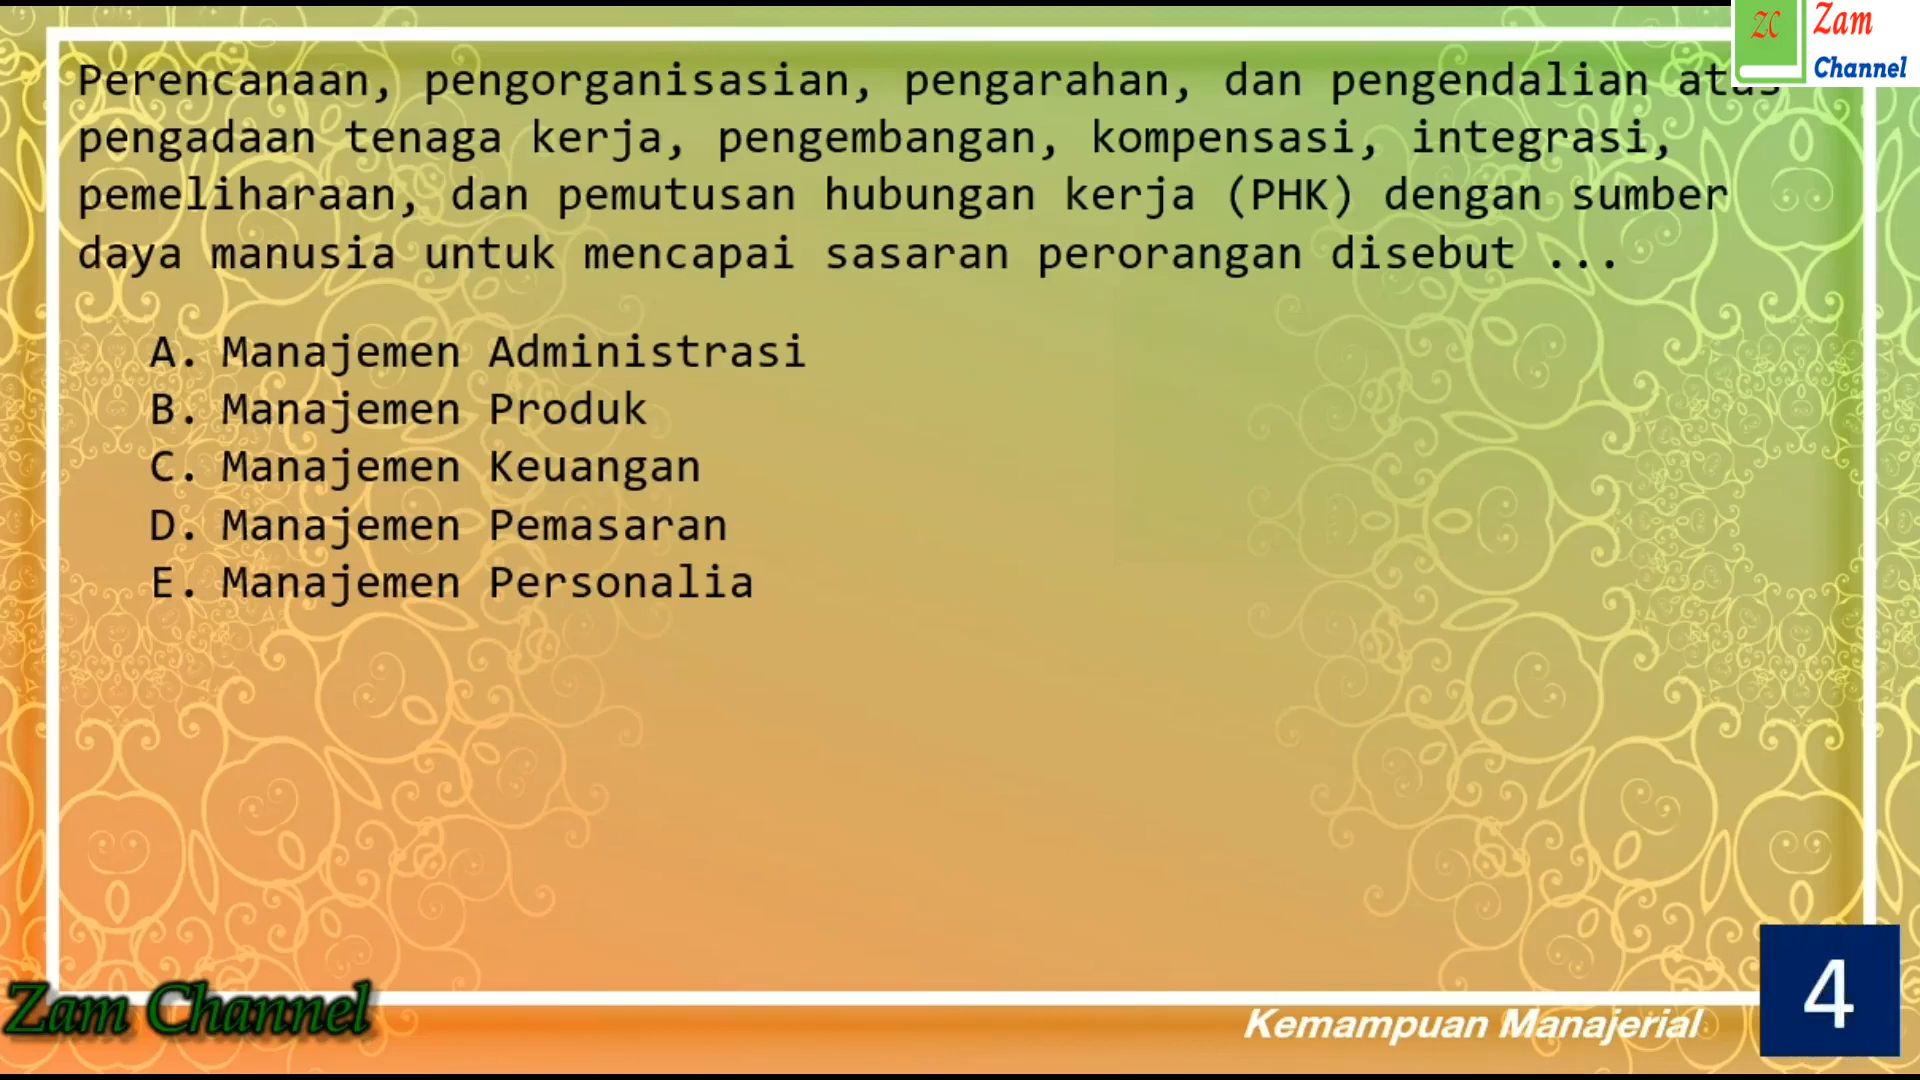 ZC Zam
Channel
Perencanaan, pengorganisasian, pengarahan, dan pengendalian atas
pengadaan tenaga kerja, pengembangan, kompensasi, integrasi,
pemeliharaan, dan pemutusan hubungan kerja (PHK) dengan sumber
daya manusia untuk mencapai sasaran perorangan disebut ...
A. Manajemen Administrasi
B. Manajemen Produk
C. Manajemen Keuangan
D. Manajemen Pemasaran
E. Manajemen Personalia
Zam Channel
Kemampuan Manajerial
4